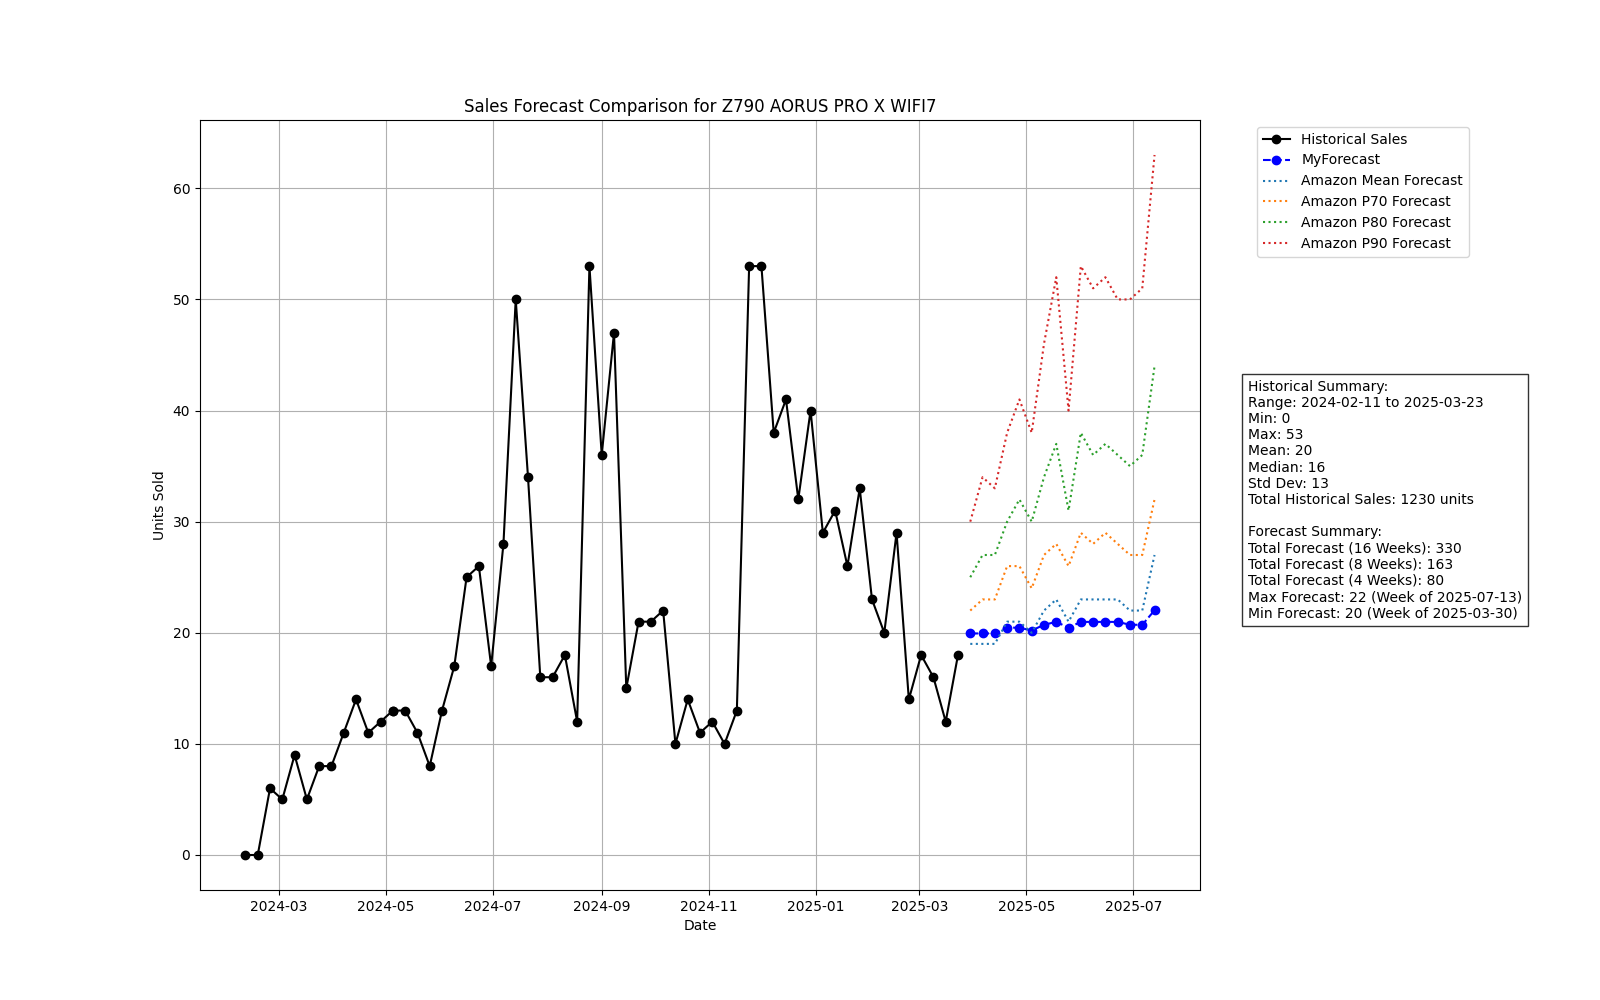 Sales Forecast Comparison for Z790 AORUS PRO X WIFI7
Historical Sales
MyForecast
Amazon Mean Forecast
Amazon P70 Forecast
Amazon P80 Forecast
Amazon P90 Forecast
60
50
40
30
20
10
0
Units Sold
2024-03
2024-05
2024-07
2024-09
2024-11
2025-01
2025-03
2025-05
2025-07
Date
Historical Summary:
Range: 2024-02-11 to 2025-03-23
Min: 0
Max: 53
Mean: 20
Median: 16
Std Dev: 13
Total Historical Sales: 1230 units
Forecast Summary:
Total Forecast (16 Weeks): 330
Total Forecast (8 Weeks): 163
Total Forecast (4 Weeks): 80
Max Forecast: 22 (Week of 2025-07-13)
Min Forecast: 20 (Week of 2025-03-30)